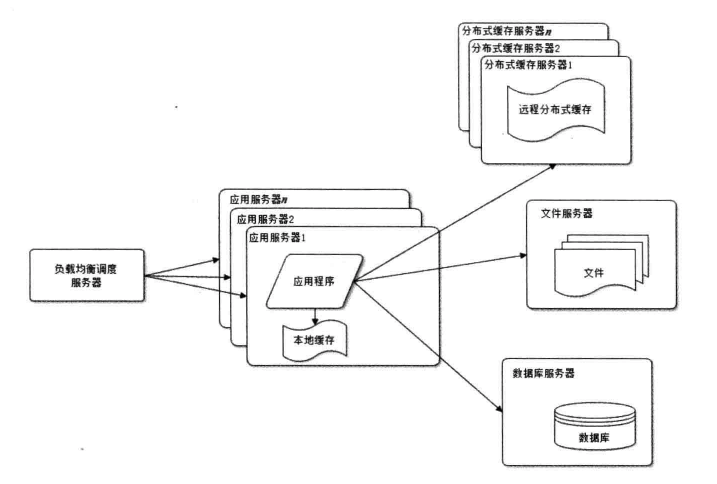 分布式缓存服务器n
分布式缓存服务器2
分布式缓存服务器1
远程分布式缓存
应用服务器n
应用服务器2
应用服务器1
应用程序
本地缓存
负载均衡调度
服务器
文件服务器
文件
数据库服务器
数据库